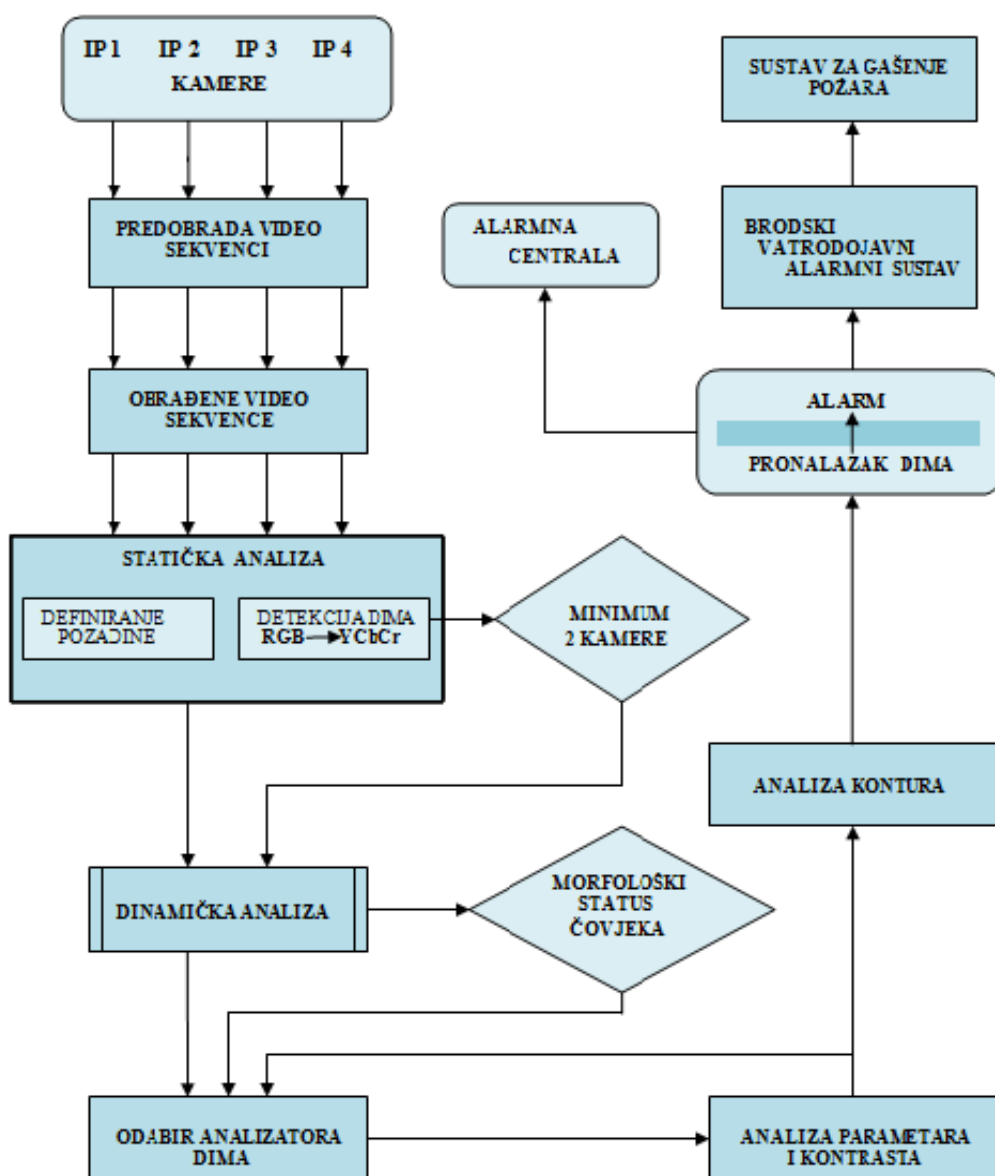 IP 1 IP 2 IP 3 IP 4
KAMERE
PREDOBRADA VIDEO
SEKVENCI
OBRAĐENE VIDEO
SEKVENCE
STATIČKA ANALIZA
DEFINIRANJE
POZADINE
DETEKCIJA DIMA
RGB→YCbCr
MINIMUM
2 KAMERE
DINAMIČKA ANALIZA
MORFOLOŠKI
STATUS
ČOVJEKA
ODABIR ANALIZATORA
DIMA
ANALIZA PARAMETARA
I KONTRASTA
ANALIZA KONTURA
ALARM
PRONALAZAK DIMA
ALARMNA
CENTRALA
BRODSKI
VATRODOJAVNI
ALARMNI SUSTAV
SUSTAV ZA GAŠENJE
POŽARA